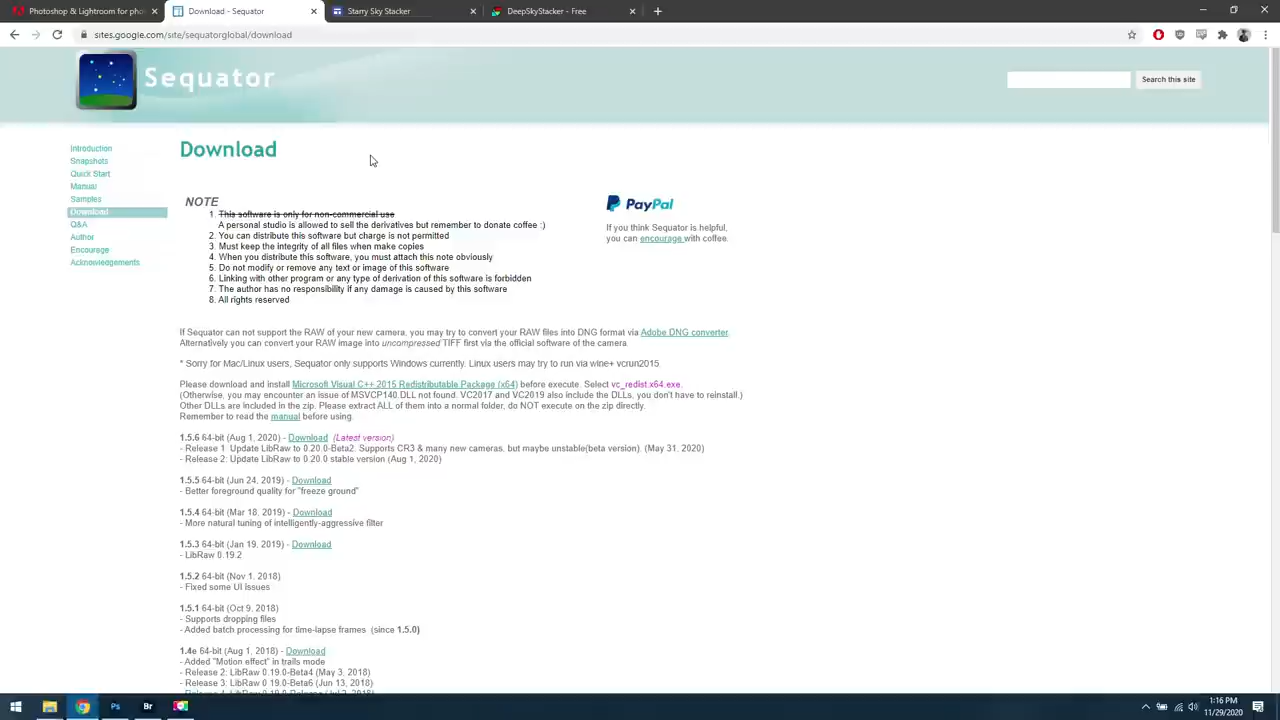 Photoshop & Lightroom for pho
Download - Sequator
Starry Sky Stacker
DeepSkyStacker - Free
sites.google.com/site/sequatorglobal/download
Sequator
Search this site
Introduction
Snapshots
Quick Start
Manual
Samples
Download
Q&A
Author
Encourage
Acknowledgements
Download
NOTE
1. This software is only for non-commercial use
A personal studio is allowed to sell the derivatives but remember to donate coffee :)
2. You can distribute this software but charge is not permitted
3. Must keep the integrity of all files when make copies
4. When you distribute this software, you must attach this note obviously
5. Do not modify or remove any text or image of this software
6. Linking with other program or any type of derivation of this software is forbidden
7. The author has no responsibility if any damage is caused by this software
8. All rights reserved
PayPal
If you think Sequator is helpful,
you can encourage with coffee.
If Sequator can not support the RAW of your new camera, you may try to convert your RAW files into DNG format via Adobe DNG converter.
Alternatively you can convert your RAW image into uncompressed TIFF first via the official software of the camera.
* Sorry for Mac/Linux users, Sequator only supports Windows currently. Linux users may try to run via wine+ vcrun2015.
Please download and install Microsoft Visual C++ 2015 Redistributable Package (x64) before execute. Select vc_redist.x64.exe.
(Otherwise, you may encounter an issue of MSVCP140.DLL not found. VC2017 and VC2019 also include the DLLs, you don't have to reinstall.)
Other DLLs are included in the zip. Please extract ALL of them into a normal folder, do NOT execute on the zip directly.
Remember to read the manual before using.
1.5.6 64-bit (Aug 1, 2020) - Download (Latest version)
- Release 1: Update LibRaw to 0.20.0-Beta2. Supports CR3 & many new cameras, but maybe unstable(beta version). (May 31, 2020)
- Release 2: Update LibRaw to 0.20.0 stable version (Aug 1, 2020)
1.5.5 64-bit (Jun 24, 2019) - Download
- Better foreground quality for "freeze ground"
1.5.4 64-bit (Mar 18, 2019) - Download
- More natural tuning of intelligently-aggressive filter
1.5.3 64-bit (Jan 19, 2019) - Download
- LibRaw 0.19.2
1.5.2 64-bit (Nov 1, 2018)
- Fixed some UI issues
1.5.1 64-bit (Oct 9, 2018)
- Supports dropping files
- Added batch processing for time-lapse frames (since 1.5.0)
1.4e 64-bit (Aug 1, 2018) - Download
- Added "Motion effect" in trails mode
- Release 2: LibRaw 0.19.0-Beta4 (May 3, 2018)
- Release 3: LibRaw 0.19.0-Beta6 (Jun 13, 2018)
- Release 4: LibRaw 0.19.0-Release (Jul 2, 2018)
Ps
Br
1:16 PM
11/29/2020